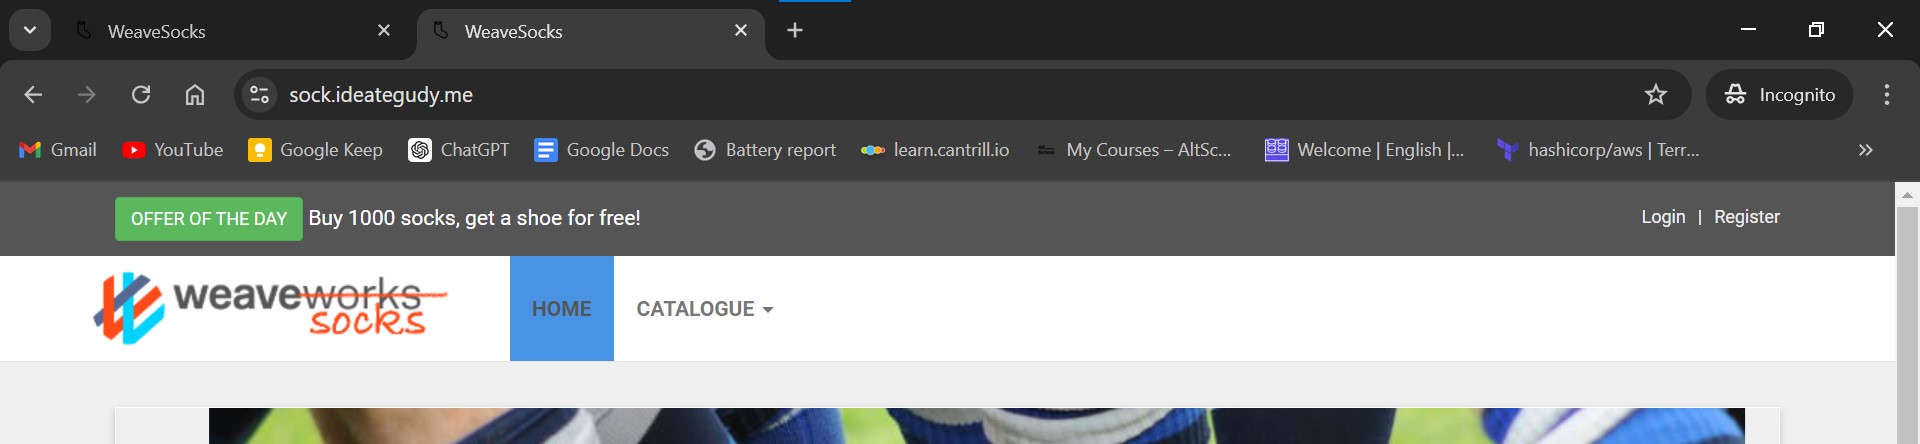 WeaveSocks
WeaveSocks
sock.ideategudy.me
Incognito
Gmail YouTube Google Keep ChatGPT Google Docs Battery report learn.cantrill.io My Courses – AltSc... Welcome | English |... hashicorp/aws | Terr...
OFFER OF THE DAY Buy 1000 socks, get a shoe for free! Login | Register
weaveworks
socks
HOME CATALOGUE